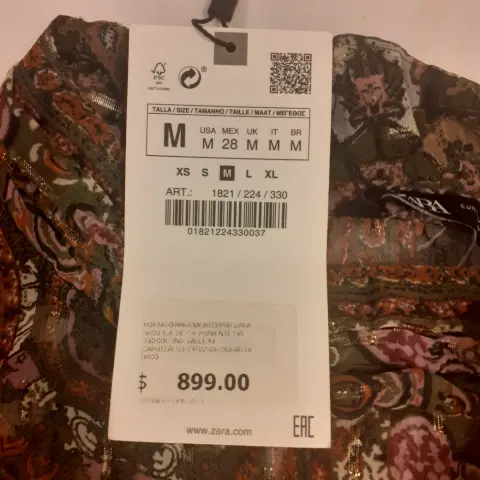 FSC
TALLA / SIZE / TAMANHO / TAILLE / MAAT / ΜΕΓΕΘΟΣ
M
USA MEX UK IT BR
M 28 M M M
XS S M L XL
ART.: 1821 / 224 / 330
01821224330037
$ 899.00
www.zara.com
EAC
ZARA